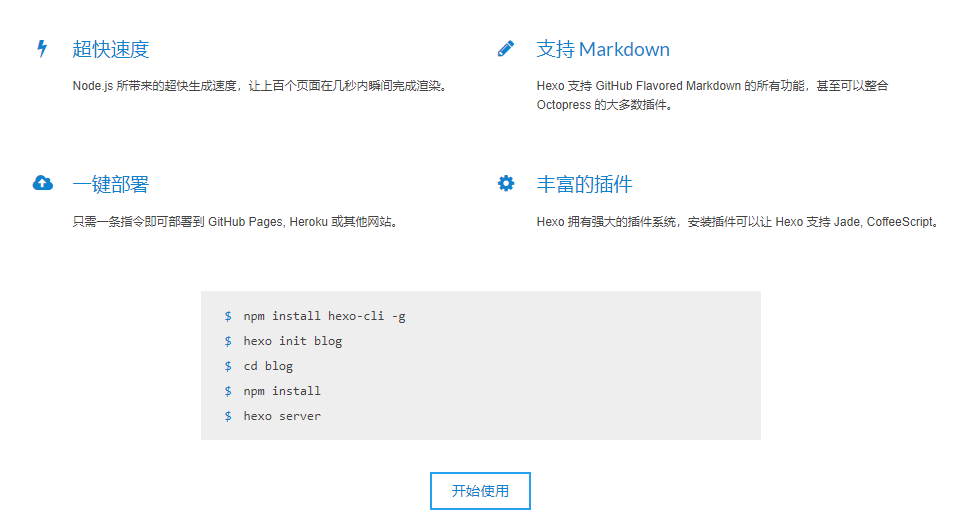 超快速度
Node.js 所带来的超快生成速度，让上百个页面在几秒内瞬间完成渲染。
支持 Markdown
Hexo 支持 GitHub Flavored Markdown 的所有功能，甚至可以整合
Octopress 的大多数插件。
一键部署
只需一条指令即可部署到 GitHub Pages, Heroku 或其他网站。
丰富的插件
Hexo 拥有强大的插件系统，安装插件可以让 Hexo 支持 Jade, CoffeeScript。
$ npm install hexo-cli -g
$ hexo init blog
$ cd blog
$ npm install
$ hexo server
开始使用